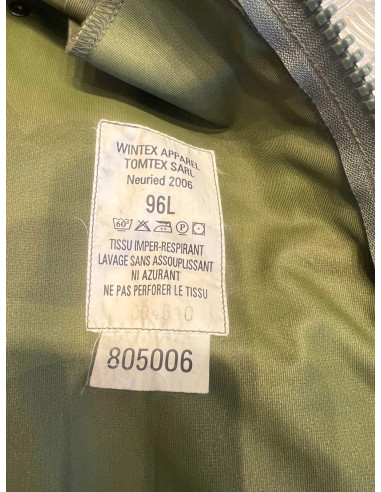 WINTEX APPAREL
TOMTEX SARL
Neuried 2006
96L
60°
P
TISSU IMPER-RESPIRANT
LAVAGE SANS ASSOUPLISSANT
NI AZURANT
NE PAS PERFORER LE TISSU
805006